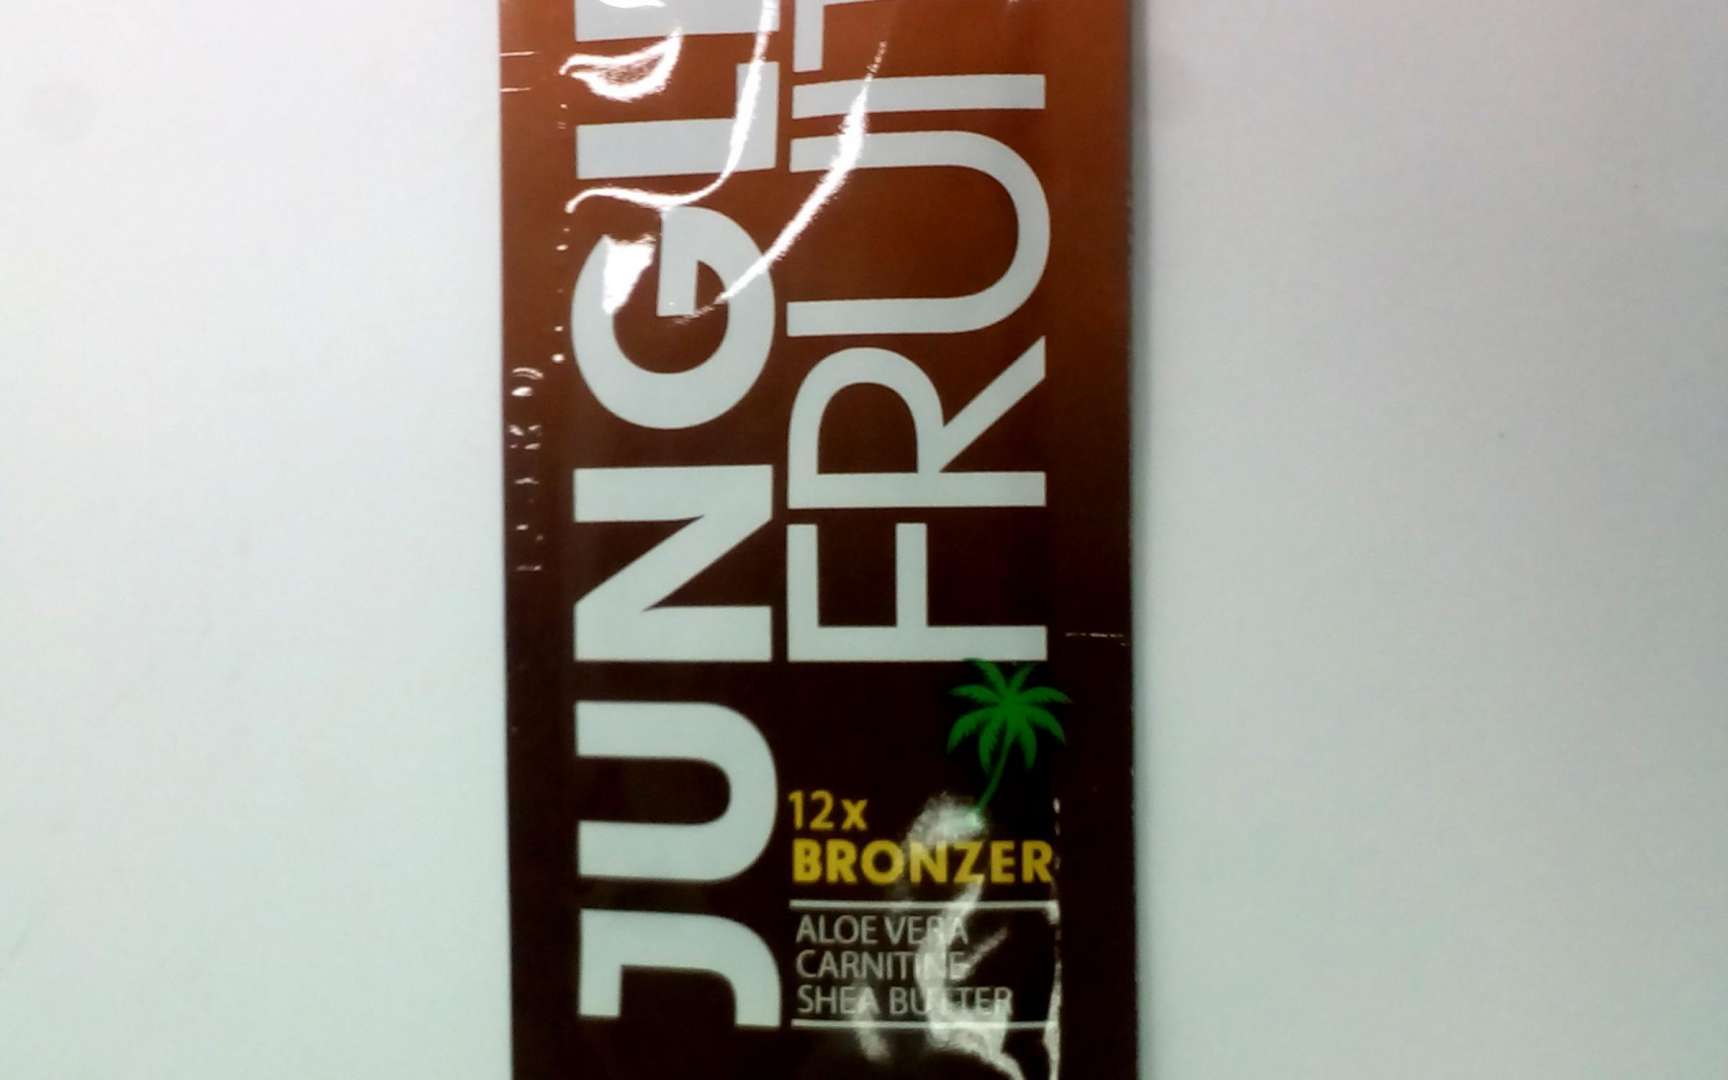 JUNGLE
FRUIT
12x
BRONZER
ALOE VERA
CARNITINE
SHEA BUTTER